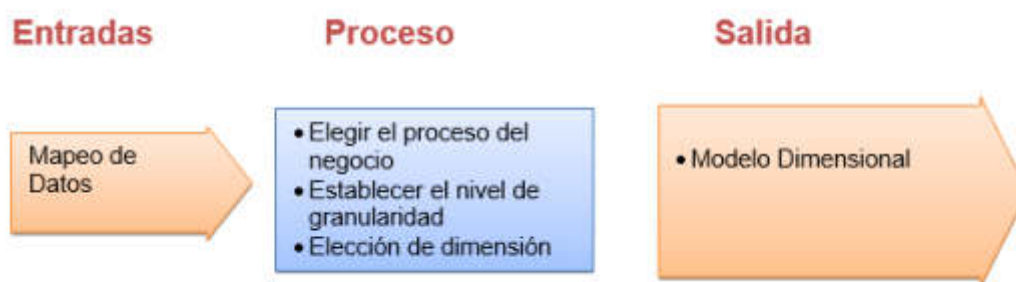 Entradas
Proceso
Salida
Mapeo de
Datos
• Elegir el proceso del
negocio
• Establecer el nivel de
granularidad
• Elección de dimensión
• Modelo Dimensional